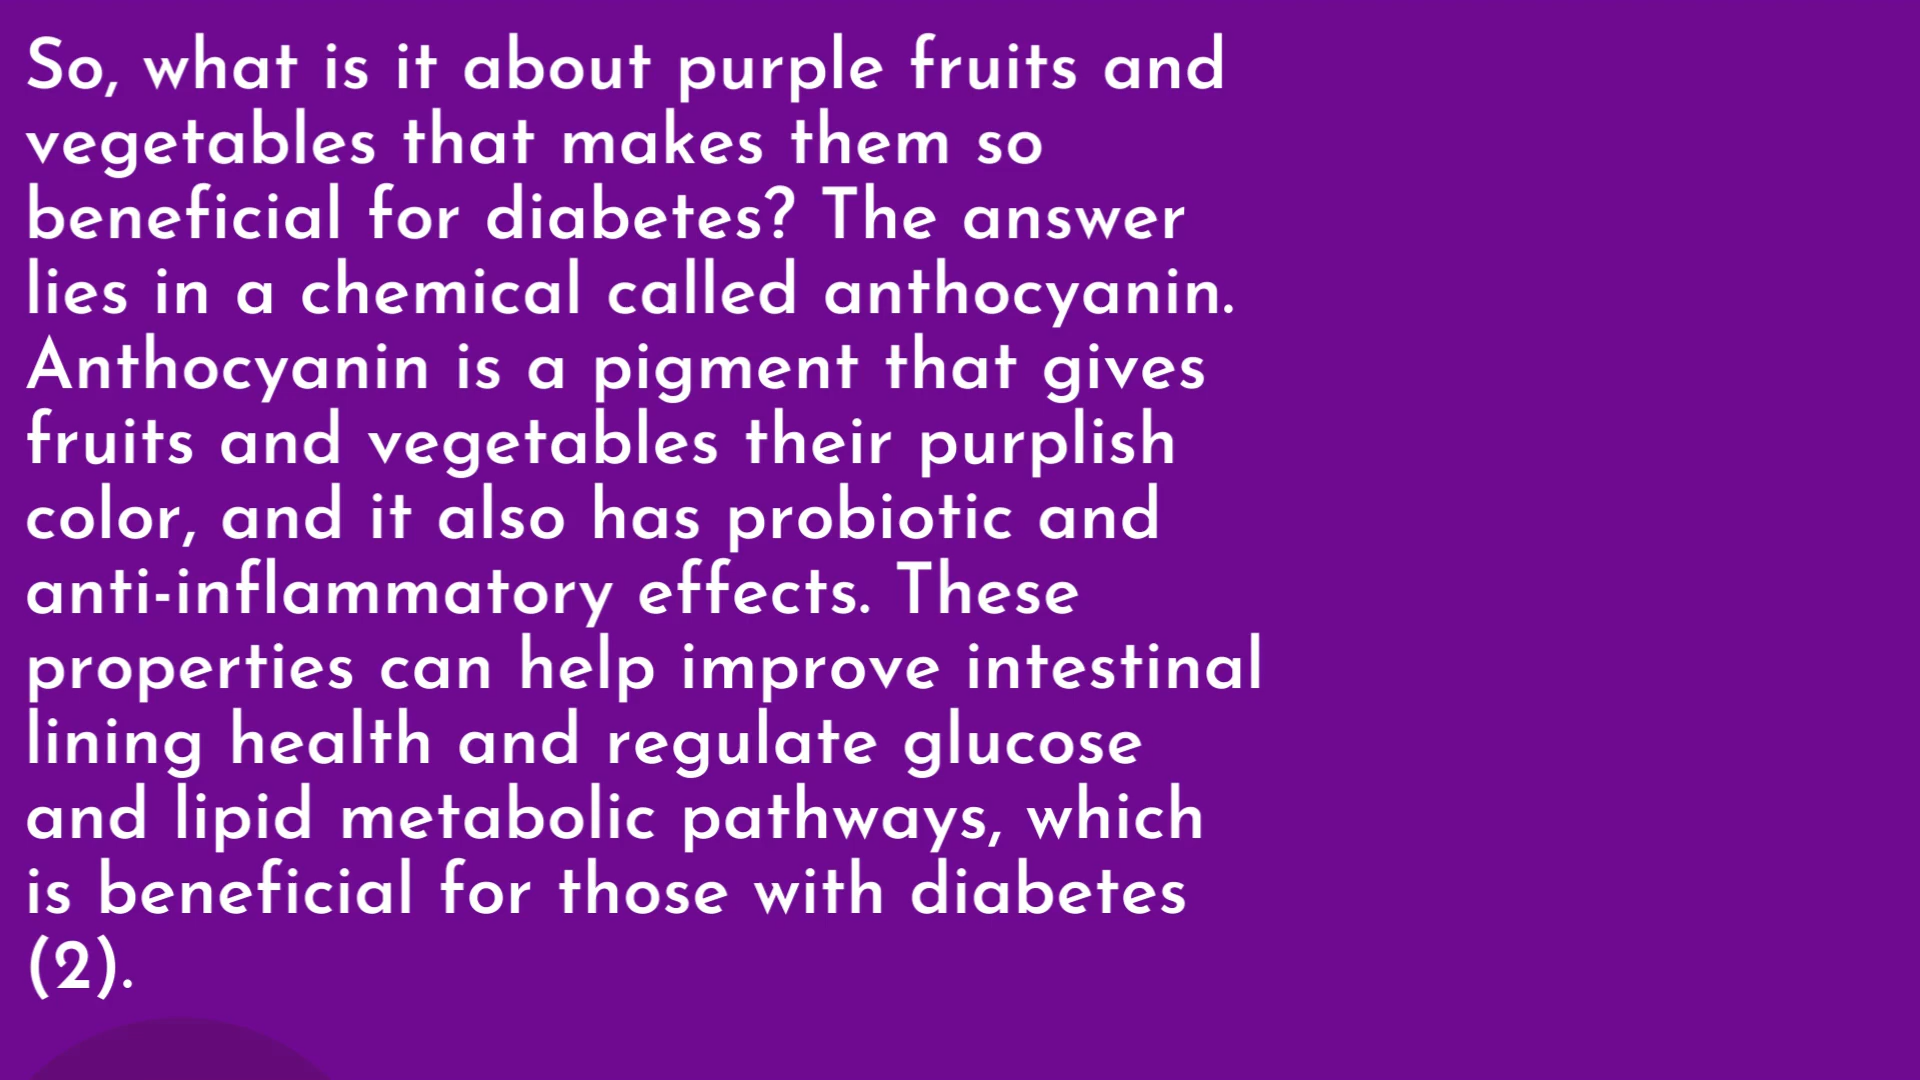 So, what is it about purple fruits and
vegetables that makes them so
beneficial for diabetes? The answer
lies in a chemical called anthocyanin.
Anthocyanin is a pigment that gives
fruits and vegetables their purplish
color, and it also has probiotic and
anti-inflammatory effects. These
properties can help improve intestinal
lining health and regulate glucose
and lipid metabolic pathways, which
is beneficial for those with diabetes
(2).